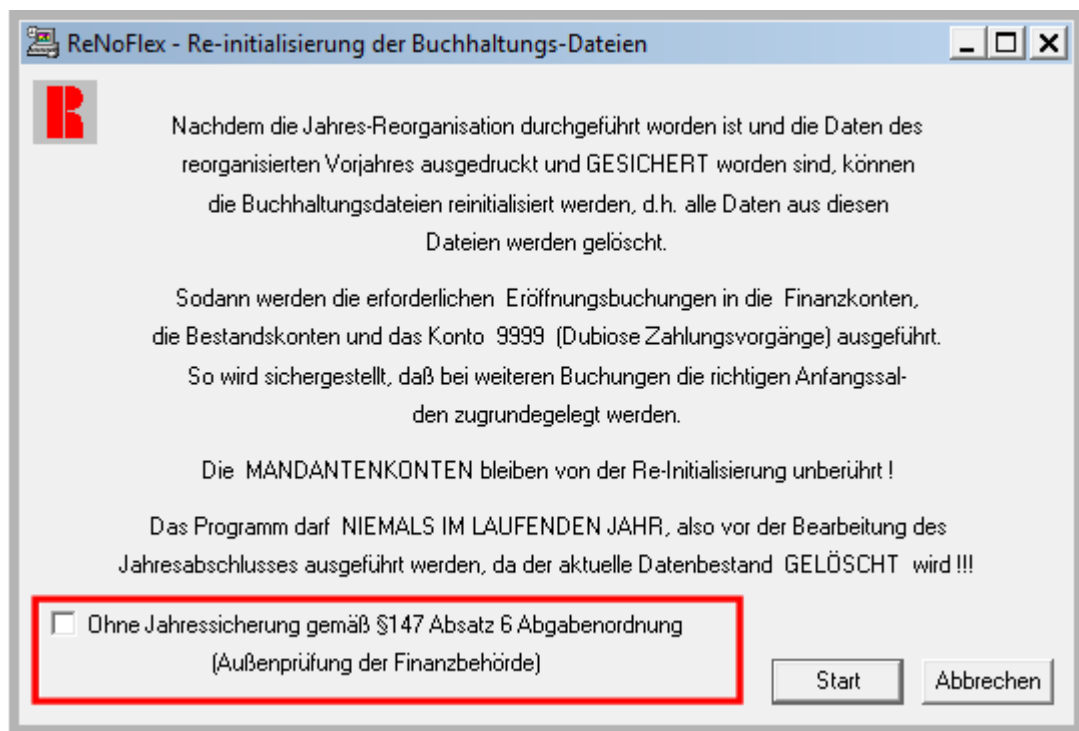 ReNoFlex - Re-initialisierung der Buchhaltungs-Dateien
R
Nachdem die Jahres-Reorganisation durchgeführt worden ist und die Daten des
reorganisierten Vorjahres ausgedruckt und GESICHERT worden sind, können
die Buchhaltungsdateien reinitialisiert werden, d.h. alle Daten aus diesen
Dateien werden gelöscht.
Sodann werden die erforderlichen Eröffnungsbuchungen in die Finanzkonten,
die Bestandskonten und das Konto 9999 (Dubiose Zahlungsvorgänge) ausgeführt.
So wird sichergestellt, daß bei weiteren Buchungen die richtigen Anfangssal-
den zugrundegelegt werden.
Die MANDANTENKONTEN bleiben von der Re-Initialisierung unberührt !
Das Programm darf NIEMALS IM LAUFENDEN JAHR, also vor der Bearbeitung des
Jahresabschlusses ausgeführt werden, da der aktuelle Datenbestand GELÖSCHT wird !!!
Ohne Jahressicherung gemäß §147 Absatz 6 Abgabenordnung
(Außenprüfung der Finanzbehörde)
Start Abbrechen